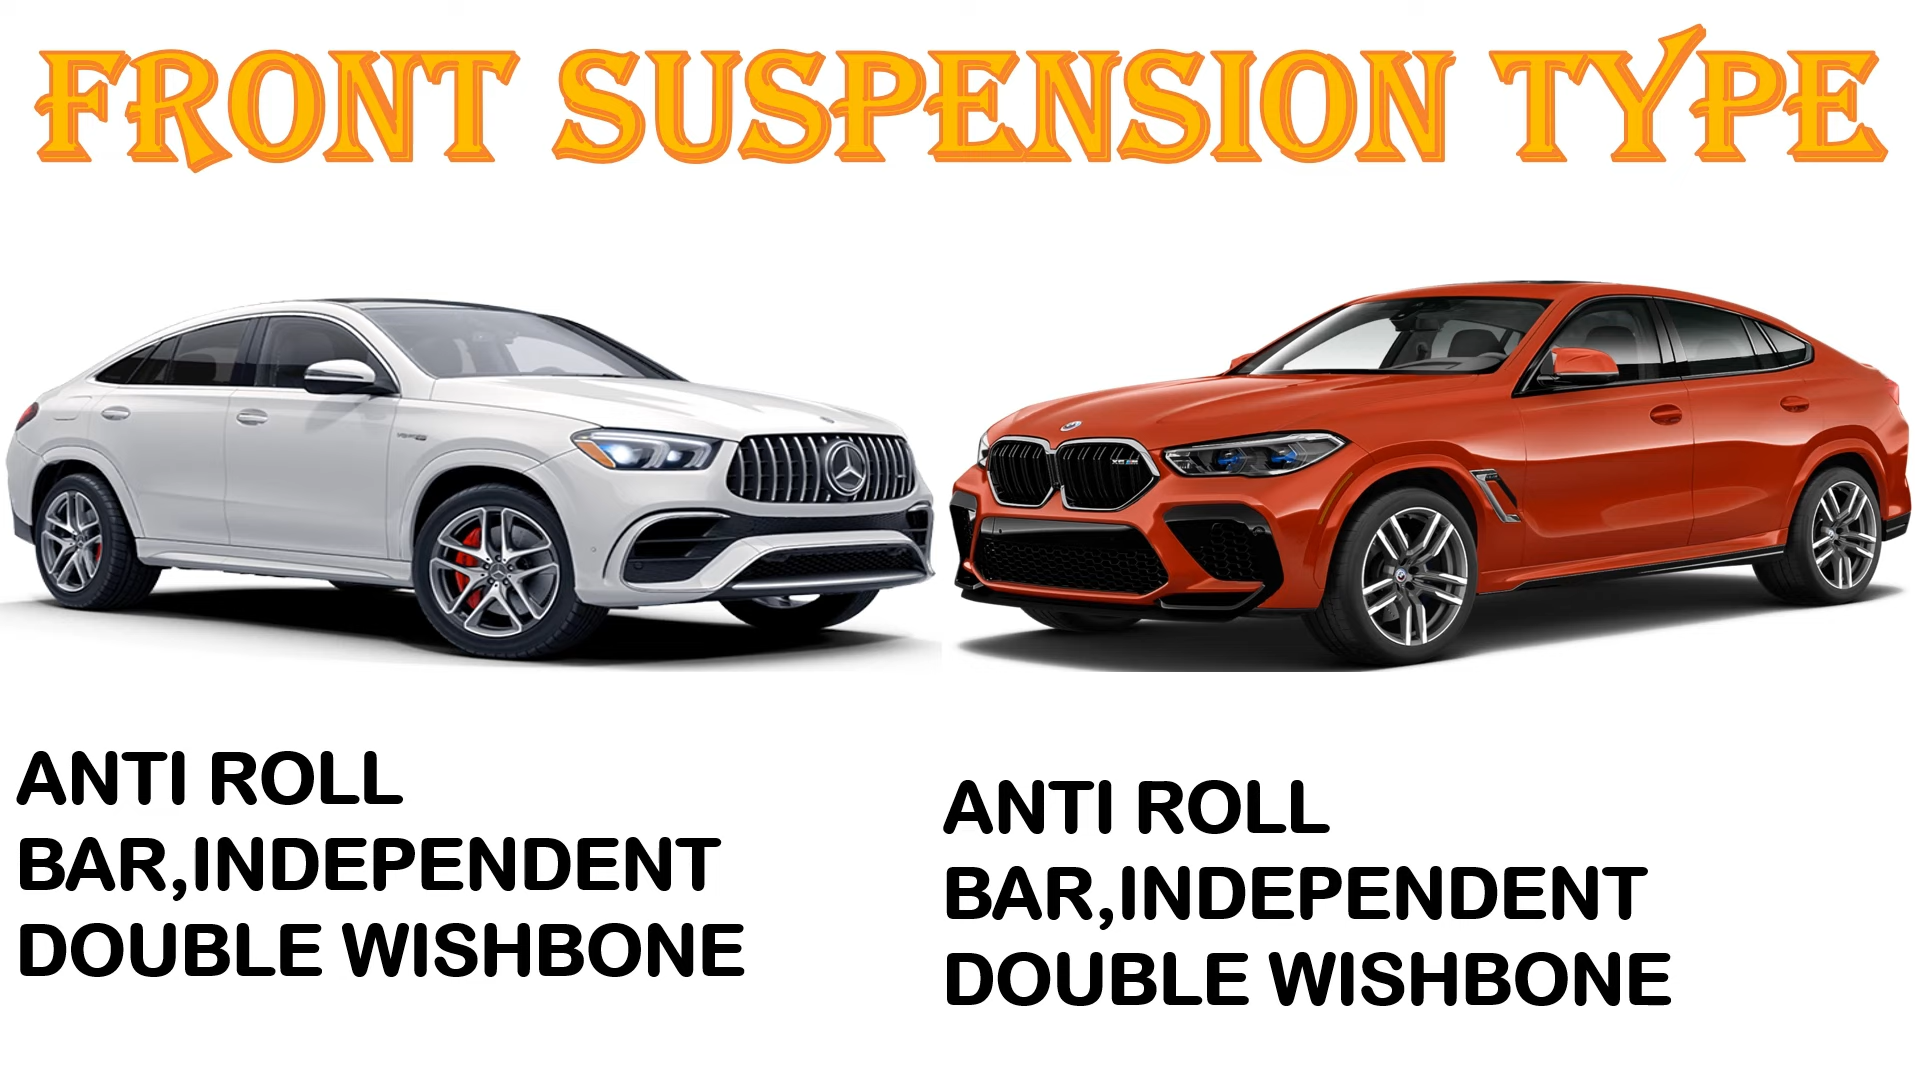 FRONT SUSPENSION TYPE
ANTI ROLL
BAR,INDEPENDENT
DOUBLE WISHBONE
ANTI ROLL
BAR,INDEPENDENT
DOUBLE WISHBONE